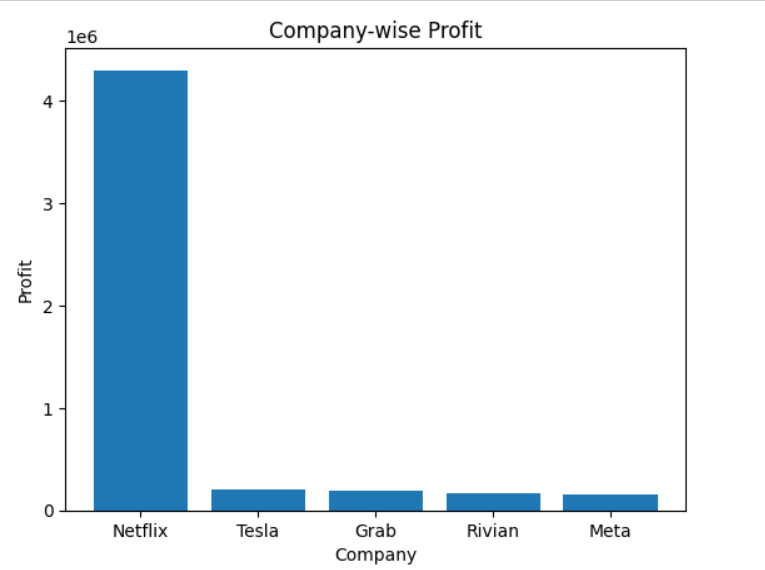 Company-wise Profit
1e6
4
3
2
1
0
Profit
Netflix Tesla Grab Rivian Meta
Company